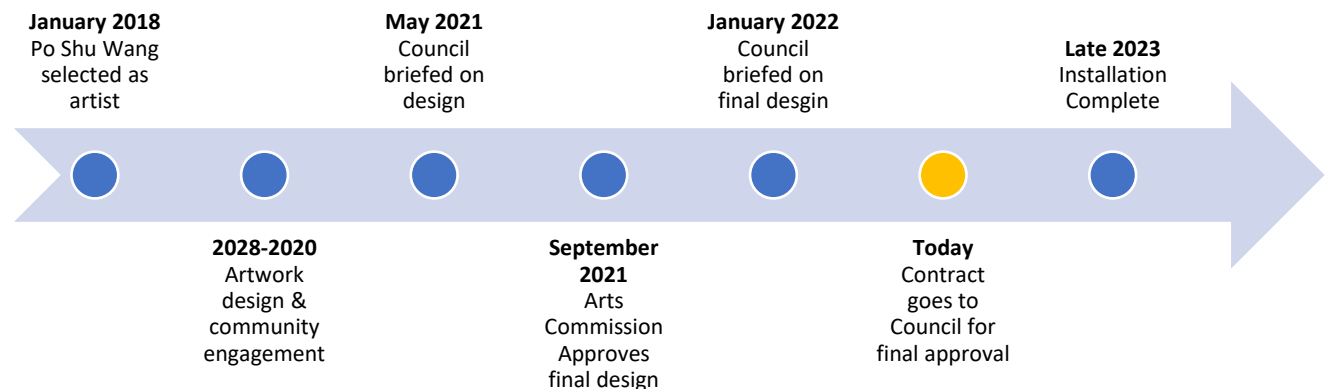 January 2018
Po Shu Wang
selected as
artist
2028-2020
Artwork
design &
community
engagement
May 2021
Council
briefed on
design
September
2021
Arts
Commission
Approves
final design
January 2022
Council
briefed on
final desgin
Today
Contract
goes to
Council for
final approval
Late 2023
Installation
Complete